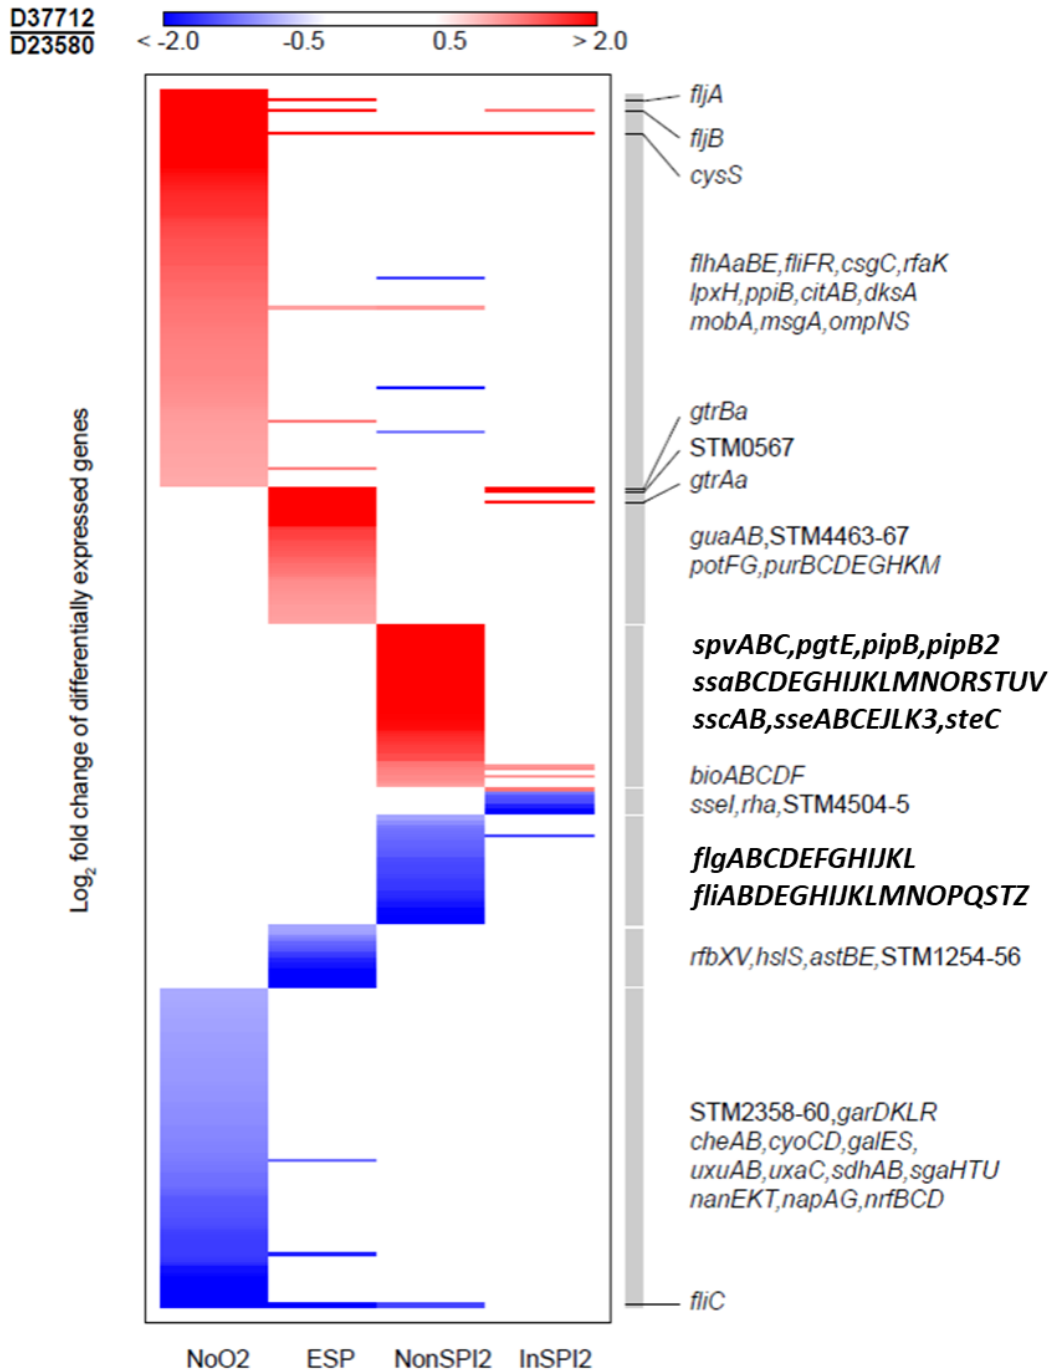 D37712
D23580
< -2.0 -0.5 0.5 > 2.0
fljA
fljB
cysS
flhAaBE,fliFR,csgC,rfaK
lpxH,ppiB,citAB,dksA
mobA,msgA,ompNS
gtrBa
STM0567
gtrAa
guaAB,STM4463-67
potFG,purBCDEGHKM
spvABC,pgtE,pipB,pipB2
ssaBCDEGHIJKLMNORSTUV
sscAB,sseABCEJLK3,steC
bioABCDF
sseI,rha,STM4504-5
flgABCDEFGHIJKL
fliABDEGHIJKLMNOPQSTZ
rfbXV,hslS,astBE,STM1254-56
STM2358-60,garDKLR
cheAB,cyoCD,galES,
uxuAB,uxaC,sdhAB,sgaHTU
nanEKT,napAG,nrfBCD
fliC
Log2 fold change of differentially expressed genes
NoO2 ESP NonSPI2 InSPI2